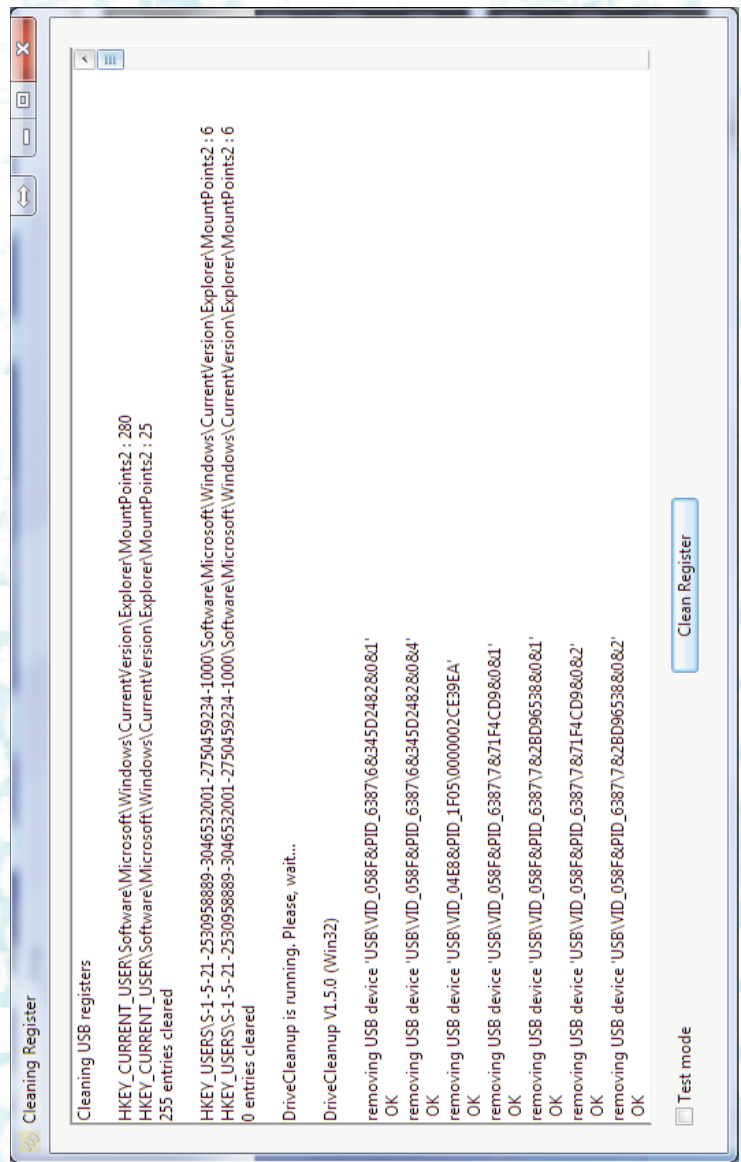 Cleaning Register
Cleaning USB registers
HKEY_CURRENT_USER\Software\Microsoft\Windows\CurrentVersion\Explorer\MountPoints2 : 280
HKEY_CURRENT_USER\Software\Microsoft\Windows\CurrentVersion\Explorer\MountPoints2 : 25
255 entries cleared
HKEY_USERS\S-1-5-21-2530958889-3046532001-2750459234-1000\Software\Microsoft\Windows\CurrentVersion\Explorer\MountPoints2 : 6
HKEY_USERS\S-1-5-21-2530958889-3046532001-2750459234-1000\Software\Microsoft\Windows\CurrentVersion\Explorer\MountPoints2 : 6
0 entries cleared
DriveCleanup is running. Please, wait...
DriveCleanup V1.5.0 (Win32)
removing USB device 'USB\VID_058F&PID_6387\6&345D2482&0&1'
OK
removing USB device 'USB\VID_058F&PID_6387\6&345D2482&0&4'
OK
removing USB device 'USB\VID_04E8&PID_1F05\0000002CE39EA'
OK
removing USB device 'USB\VID_058F&PID_6387\7&71F4CD98&0&1'
OK
removing USB device 'USB\VID_058F&PID_6387\7&2BD96538&0&1'
OK
removing USB device 'USB\VID_058F&PID_6387\7&71F4CD98&0&2'
OK
removing USB device 'USB\VID_058F&PID_6387\7&2BD96538&0&2'
OK
Test mode
Clean Register